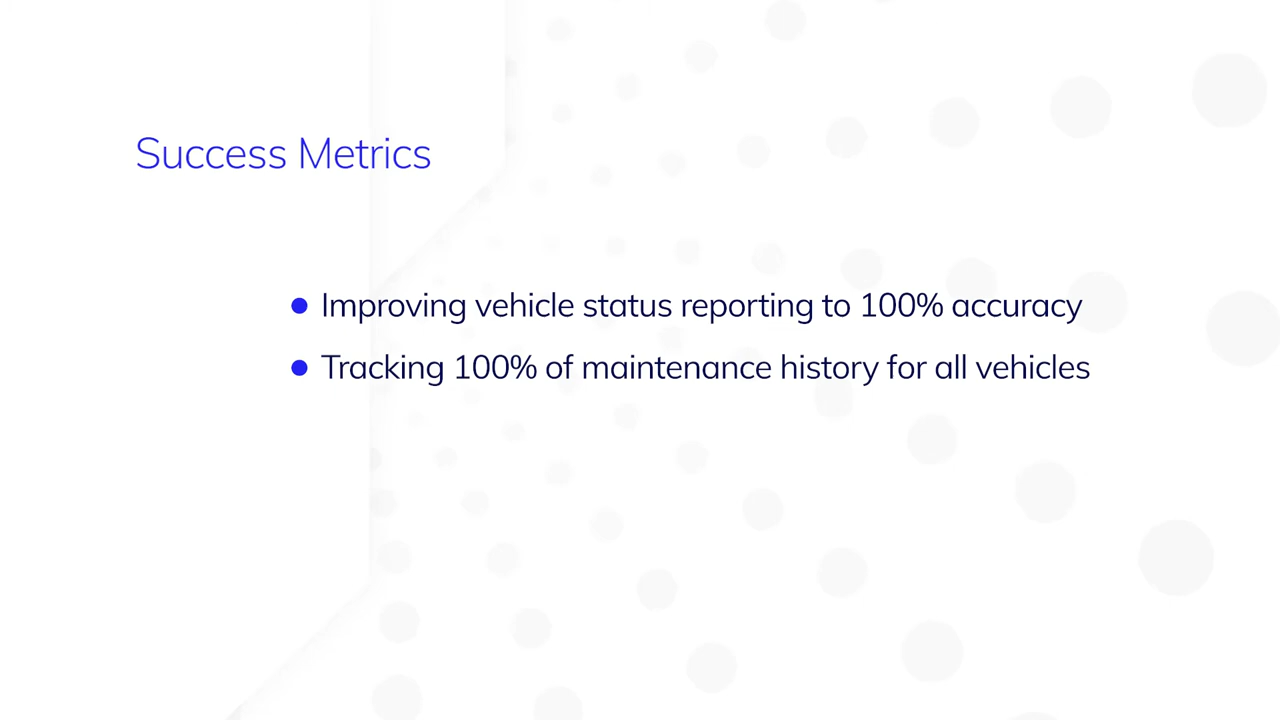 Success Metrics
Improving vehicle status reporting to 100% accuracy
Tracking 100% of maintenance history for all vehicles